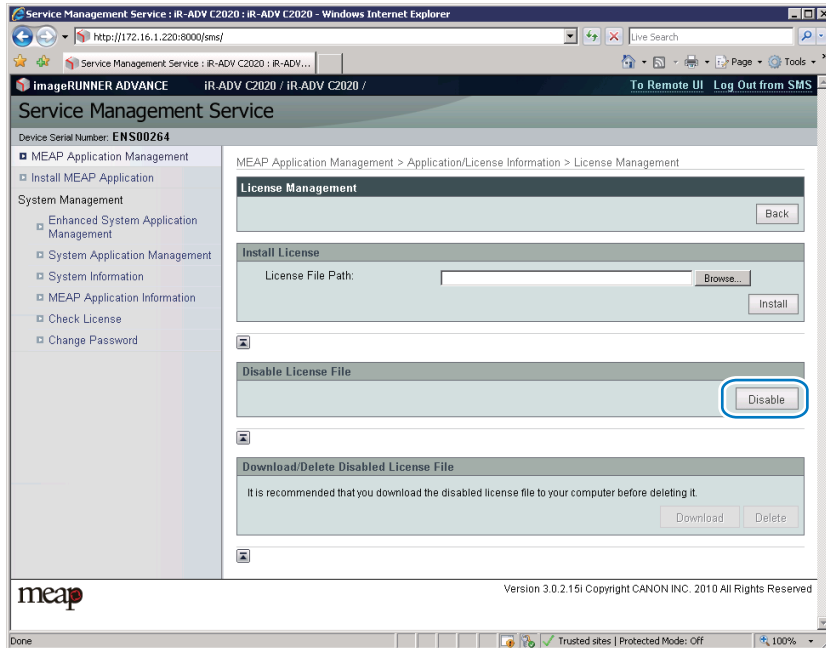 Service Management Service : iR-ADV C2020 : iR-ADV C2020 - Windows Internet Explorer
http://172.16.1.220:8000/sms/
Live Search
Service Management Service : iR-ADV C2020 : iR-ADV...
Page
Tools
imageRUNNER ADVANCE iR-ADV C2020 / iR-ADV C2020 /
To Remote UI Log Out from SMS
Service Management Service
Device Serial Number: ENS00264
MEAP Application Management
Install MEAP Application
System Management
Enhanced System Application
Management
System Application Management
System Information
MEAP Application Information
Check License
Change Password
MEAP Application Management > Application/License Information > License Management
License Management
Back
Install License
License File Path:
Browse...
Install
Disable License File
Disable
Download/Delete Disabled License File
It is recommended that you download the disabled license file to your computer before deleting it.
Download Delete
meap
Version 3.0.2.15i Copyright CANON INC. 2010 All Rights Reserved
Done
Trusted sites | Protected Mode: Off
100%